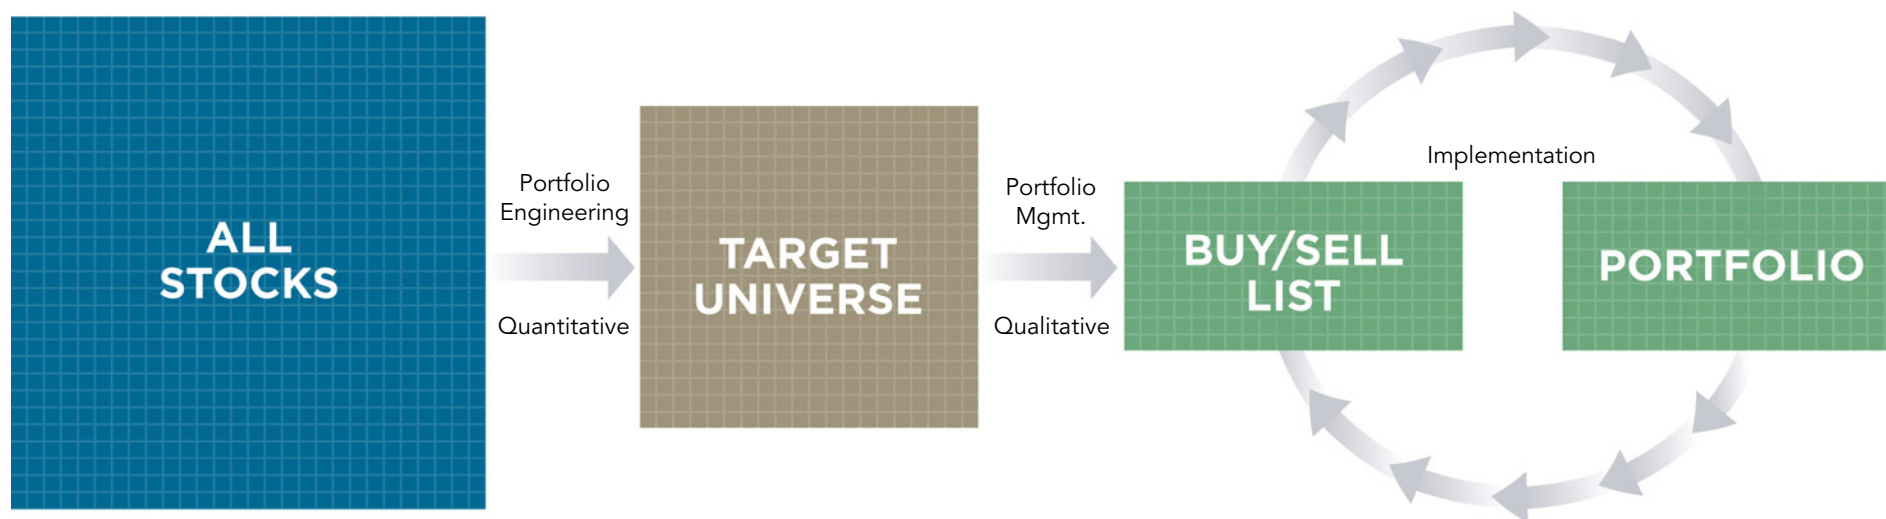 ALL
STOCKS
Portfolio
Engineering
Quantitative
TARGET
UNIVERSE
Portfolio
Mgmt.
Qualitative
Implementation
BUY/SELL
LIST
PORTFOLIO